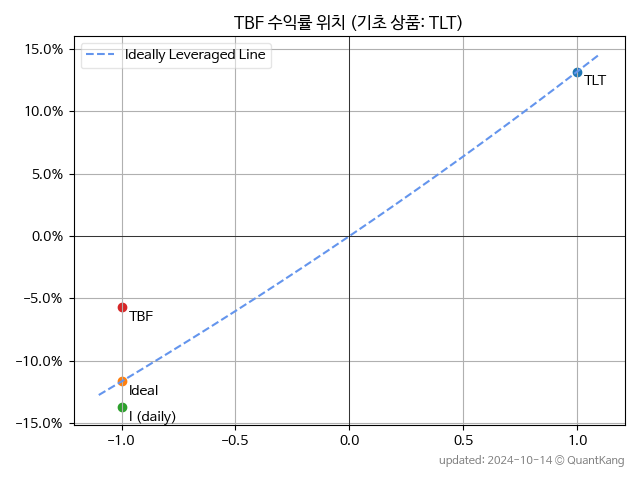 TBF 수익률 위치 (기초 상품: TLT)
Ideally Leveraged Line
15.0%
10.0%
5.0%
0.0%
−5.0%
−10.0%
−15.0%
TLT
TBF
Ideal
I (daily)
−1.0
−0.5
0.0
0.5
1.0
updated: 2024-10-14 © QuantKang